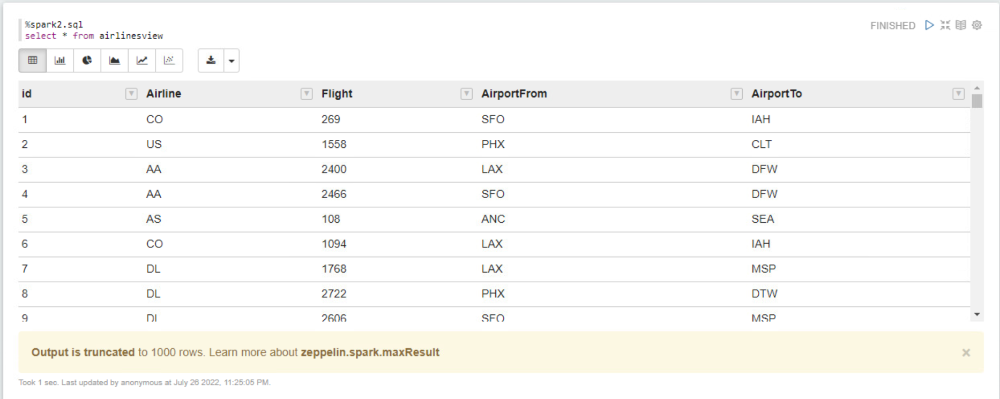 %spark2.sql
select * from airlinesview
FINISHED
id Airline Flight AirportFrom AirportTo
1 CO 269 SFO IAH
2 US 1558 PHX CLT
3 AA 2400 LAX DFW
4 AA 2466 SFO DFW
5 AS 108 ANC SEA
6 CO 1094 LAX IAH
7 DL 1768 LAX MSP
8 DL 2722 PHX DTW
9 DL 2606 SFO MSP
Output is truncated to 1000 rows. Learn more about zeppelin.spark.maxResult
×
Took 1 sec. Last updated by anonymous at July 26 2022, 11:25:05 PM.